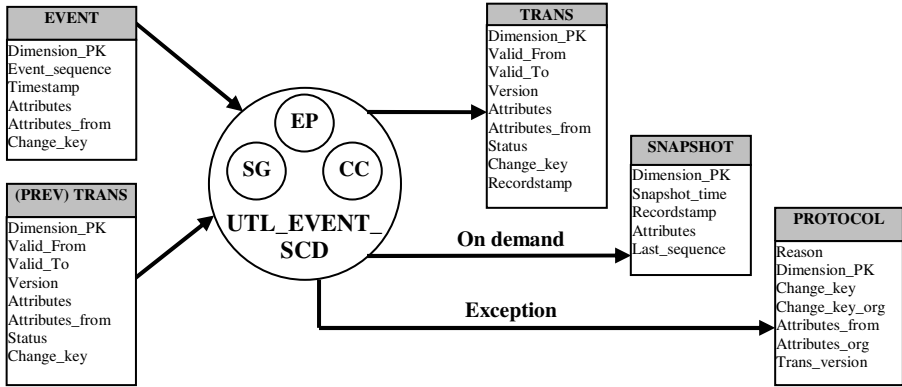 EVENT
Dimension_PK
Event_sequence
Timestamp
Attributes
Attributes_from
Change_key
(PREV) TRANS
Dimension_PK
Valid_From
Valid_To
Version
Attributes
Attributes_from
Status
Change_key
EP
SG
CC
UTL_EVENT_
SCD
TRANS
Dimension_PK
Valid_From
Valid_To
Version
Attributes
Attributes_from
Status
Change_key
Recordstamp
On demand
SNAPSHOT
Dimension_PK
Snapshot_time
Recordstamp
Attributes
Last_sequence
Exception
PROTOCOL
Reason
Dimension_PK
Change_key
Change_key_org
Attributes_from
Attributes_org
Trans_version